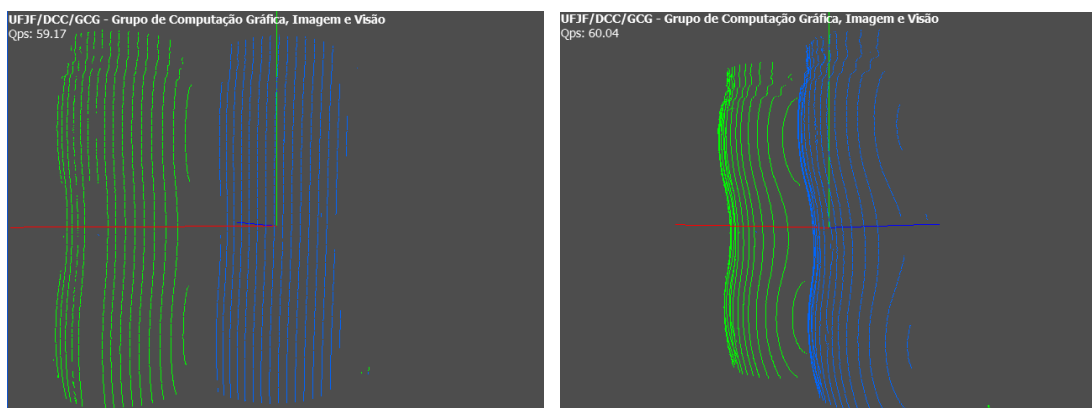 UFJF/DCC/GCG - Grupo de Computação Gráfica, Imagem e Visão
Qps: 59.17
UFJF/DCC/GCG - Grupo de Computação Gráfica, Imagem e Visão
Qps: 60.04